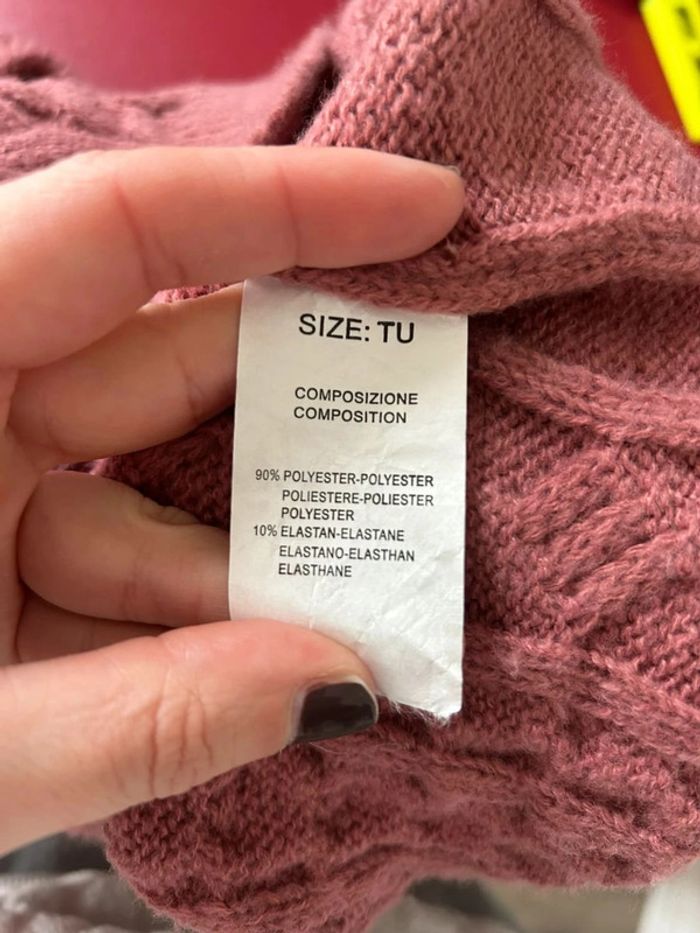 SIZE: TU
COMPOSIZIONE
COMPOSITION
90% POLYESTER-POLYESTER
POLIESTERE-POLIESTER
POLYESTER
10% ELASTAN-ELASTANE
ELASTANO-ELASTHAN
ELASTHANE